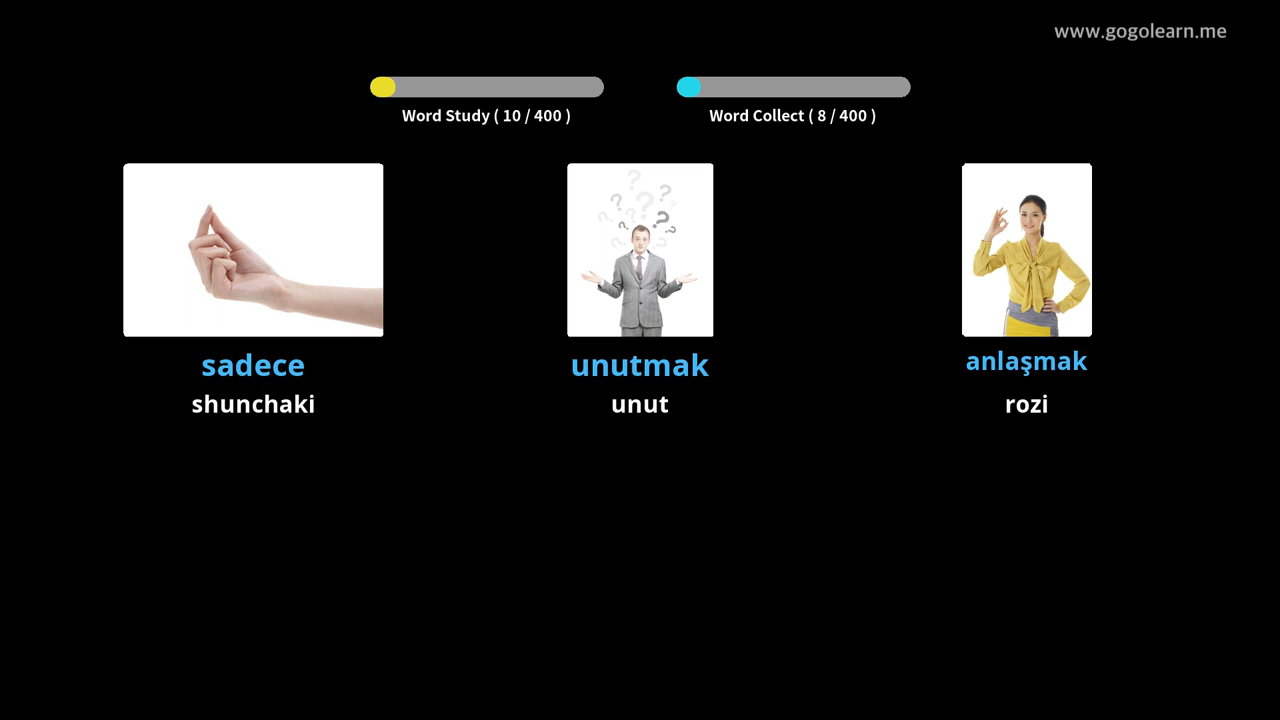 www.gogolearn.me
Word Study ( 10 / 400 )
Word Collect ( 8 / 400 )
sadece
unutmak
anlaşmak
shunchaki
unut
rozi